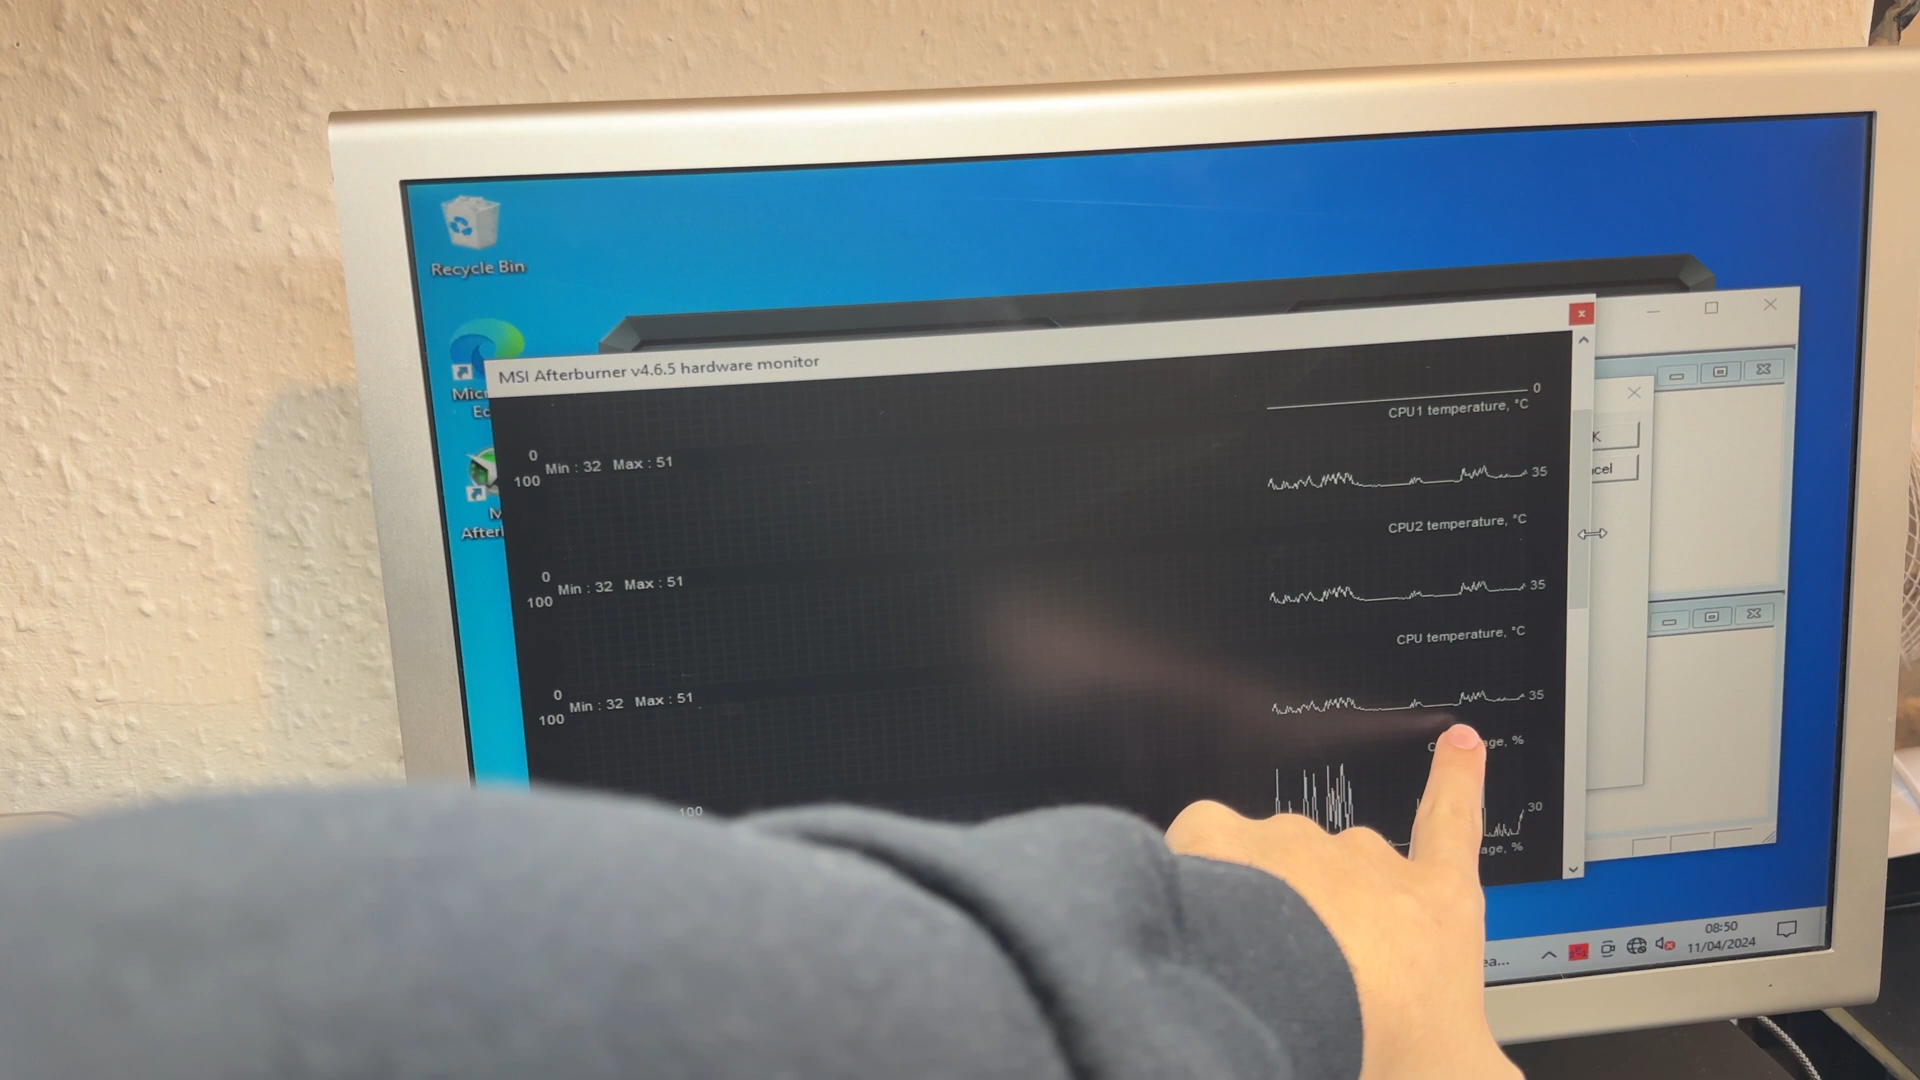 Recycle Bin
MSI Afterburner v4.6.5 hardware monitor
0
CPU1 temperature, °C
0
Min : 32 Max : 51
100
35
CPU2 temperature, °C
0
Min : 32 Max : 51
100
35
CPU temperature, °C
0
Min : 32 Max : 51
100
35
%
100
30
%
08:50
11/04/2024